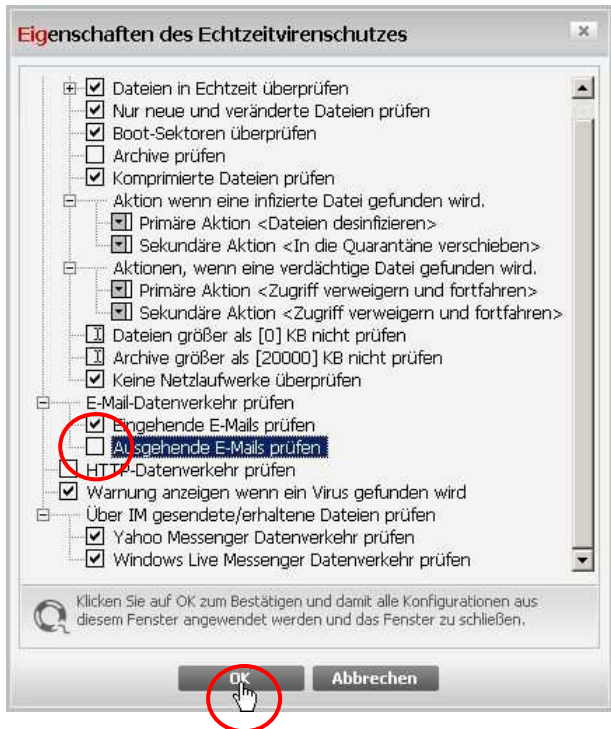 Eigenschaften des Echtzeitvirenschutzes
Dateien in Echtzeit überprüfen
Nur neue und veränderte Dateien prüfen
Boot-Sektoren überprüfen
Archive prüfen
Komprimierte Dateien prüfen
Aktion wenn eine infizierte Datei gefunden wird.
Primäre Aktion <Dateien desinfizieren>
Sekundäre Aktion <In die Quarantäne verschieben>
Aktionen, wenn eine verdächtige Datei gefunden wird.
Primäre Aktion <Zugriff verweigern und fortfahren>
Sekundäre Aktion <Zugriff verweigern und fortfahren>
Dateien größer als [0] KB nicht prüfen
Archive größer als [20000] KB nicht prüfen
Keine Netzlaufwerke überprüfen
E-Mail-Datenverkehr prüfen
Eingehende E-Mails prüfen
Ausgehende E-Mails prüfen
HTTP-Datenverkehr prüfen
Warnung anzeigen wenn ein Virus gefunden wird
Über IM gesendete/erhaltene Dateien prüfen
Yahoo Messenger Datenverkehr prüfen
Windows Live Messenger Datenverkehr prüfen
Klicken Sie auf OK zum Bestätigen und damit alle Konfigurationen aus
diesem Fenster angewendet werden und das Fenster zu schließen.
OK Abbrechen